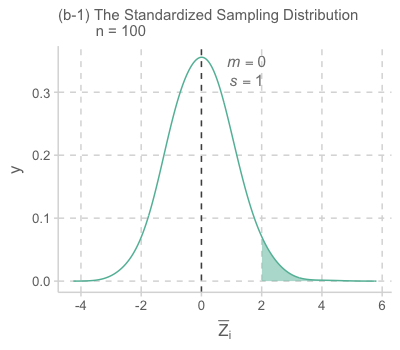 (b-1) The Standardized Sampling Distribution
n = 100
m = 0
s = 1
y
0.3
0.2
0.1
0.0
-4 -2 0 2 4 6
Z̅ᵢ